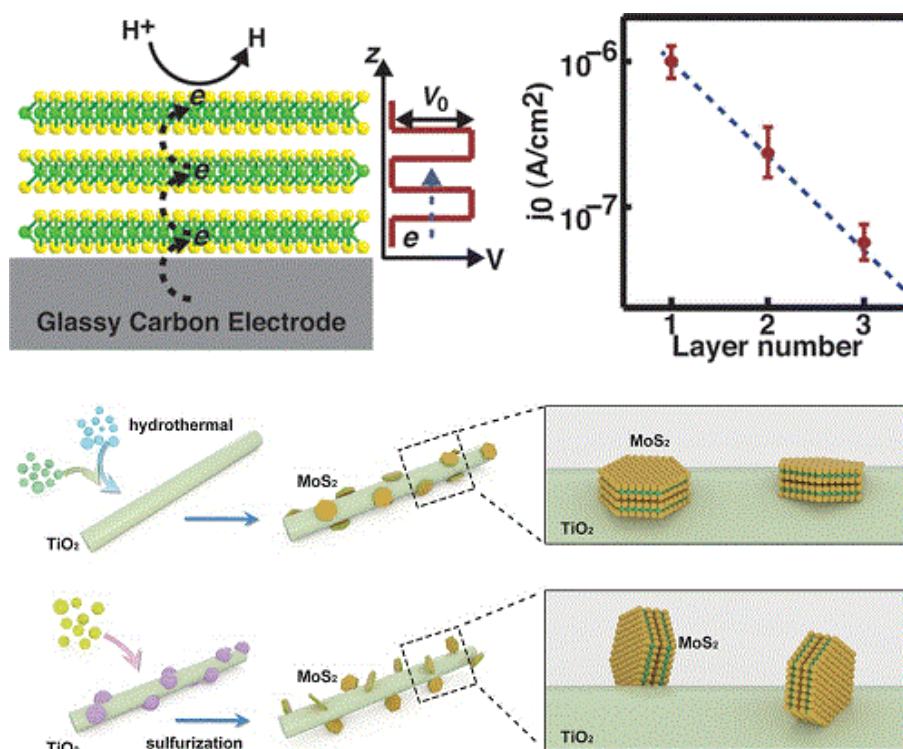 H+ H
e
e
e
Glassy Carbon Electrode
z
V₀
e
V
j0 (A/cm2)
10⁻⁶
10⁻⁷
1 2 3
Layer number
hydrothermal
TiO₂
MoS₂
MoS₂
TiO₂
TiO₂
sulfurization
MoS₂
MoS₂
TiO₂